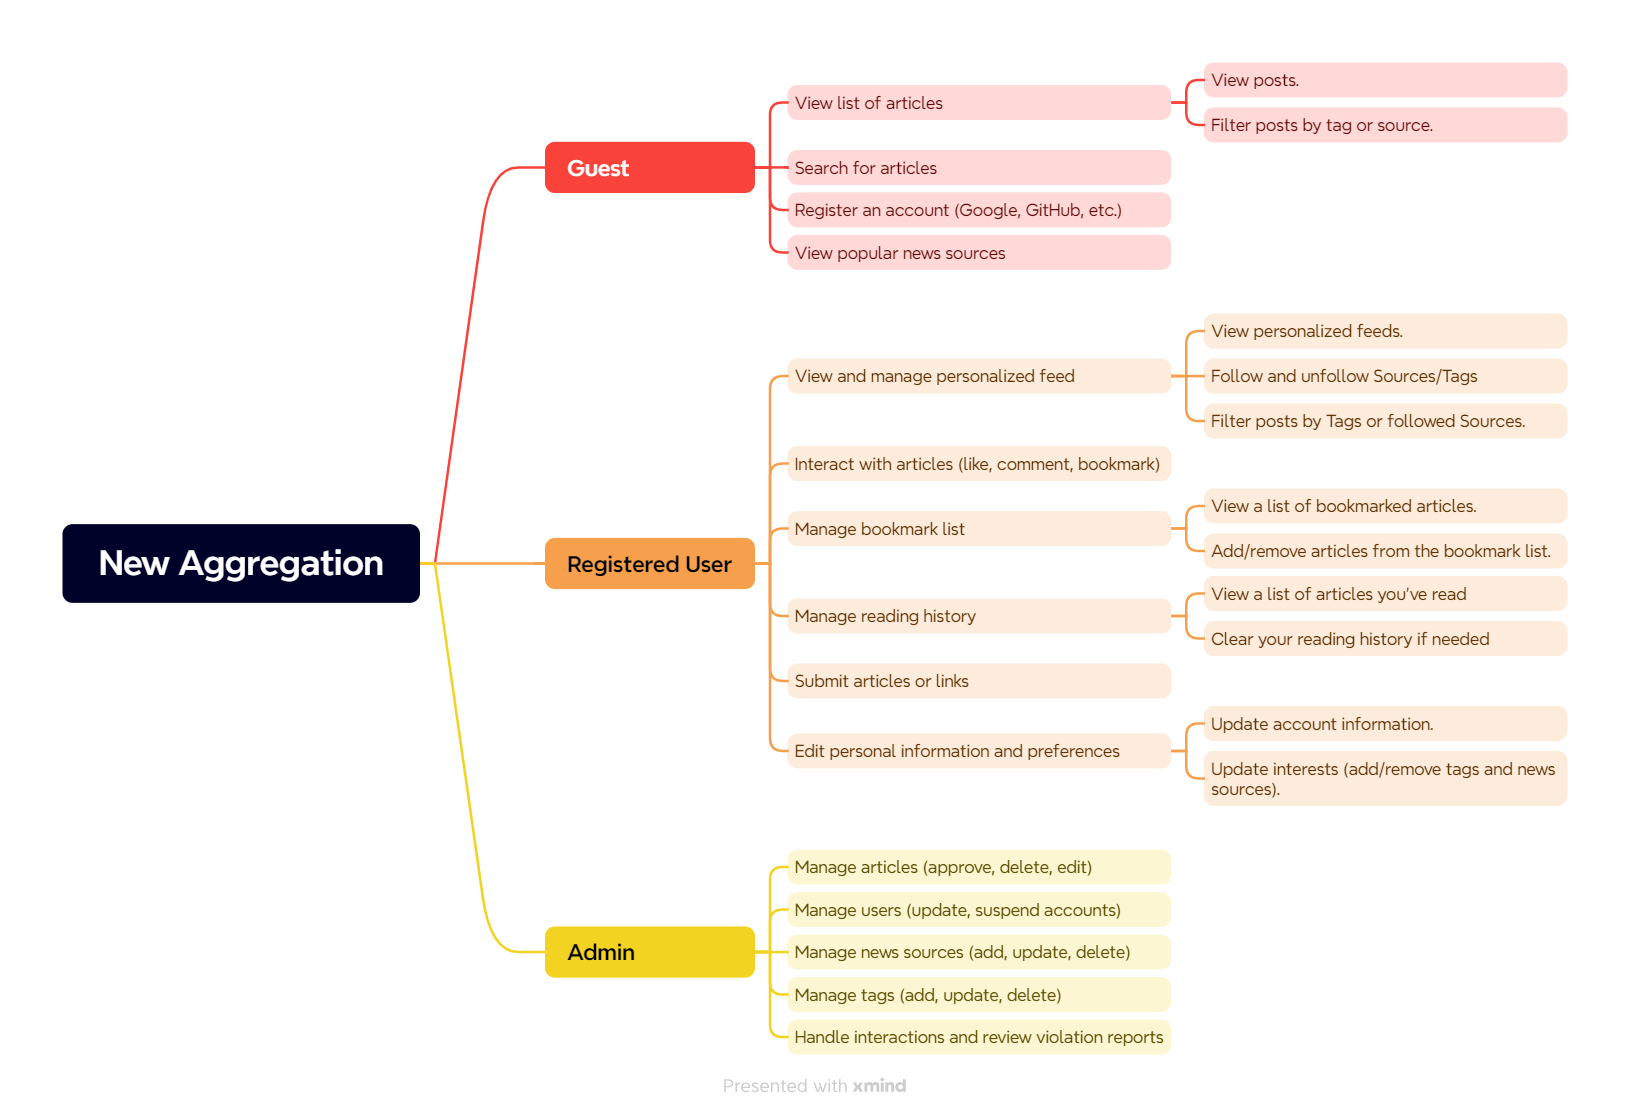 New Aggregation
Guest
View list of articles
View posts.
Filter posts by tag or source.
Search for articles
Register an account (Google, GitHub, etc.)
View popular news sources
Registered User
View and manage personalized feed
View personalized feeds.
Follow and unfollow Sources/Tags
Filter posts by Tags or followed Sources.
Interact with articles (like, comment, bookmark)
Manage bookmark list
View a list of bookmarked articles.
Add/remove articles from the bookmark list.
Manage reading history
View a list of articles you've read
Clear your reading history if needed
Submit articles or links
Edit personal information and preferences
Update account information.
Update interests (add/remove tags and news
sources).
Admin
Manage articles (approve, delete, edit)
Manage users (update, suspend accounts)
Manage news sources (add, update, delete)
Manage tags (add, update, delete)
Handle interactions and review violation reports
Presented with xmind